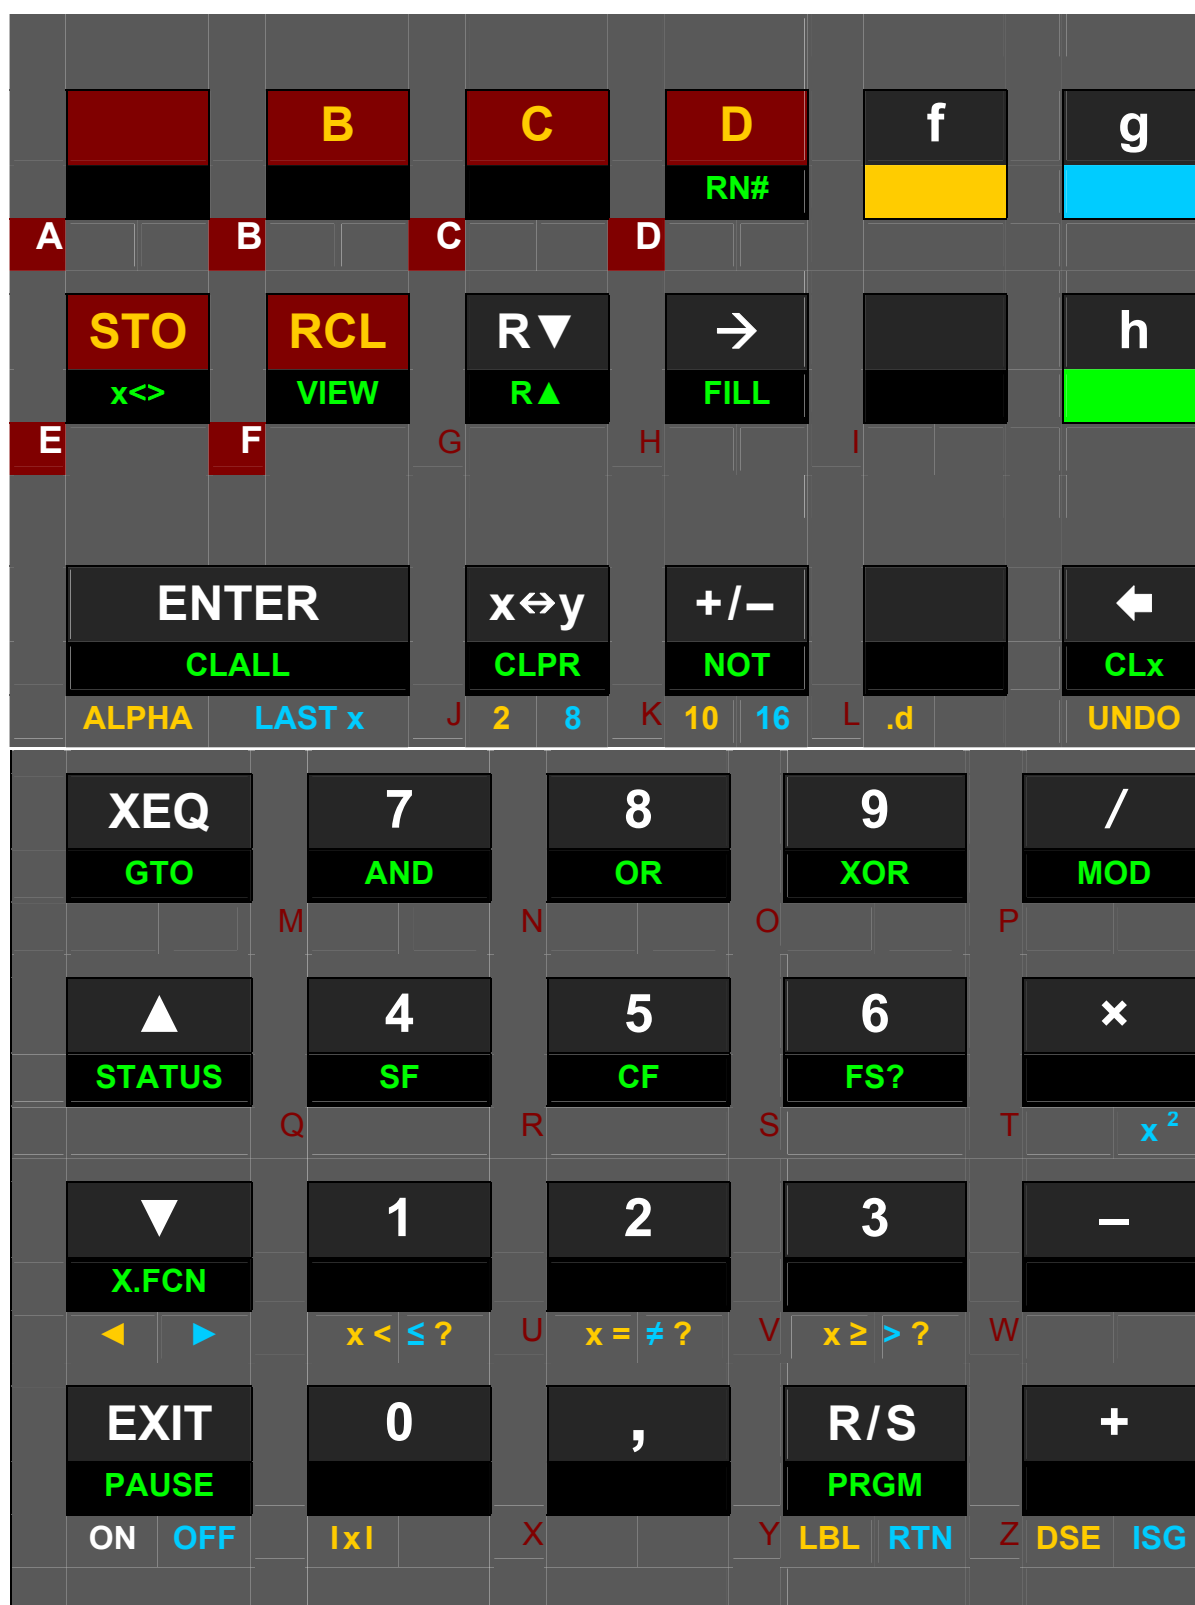 B C D f g
RN#
A B C D
STO RCL R▼ → h
x<> VIEW R▲ FILL
E F G H I
ENTER x↔y +/– 🡄
CLALL CLPR NOT CLx
ALPHA LAST x J 2 8 K 10 16 L .d UNDO
XEQ 7 8 9 /
GTO AND OR XOR MOD
M N O P
▲ 4 5 6 ×
STATUS SF CF FS?
Q R S T x²
▼ 1 2 3 –
X.FCN
◄ ► x < ≤ ? U x = ≠ ? V x ≥ > ? W
EXIT 0 , R/S +
PAUSE PRGM
ON OFF |x| X Y LBL RTN Z DSE ISG